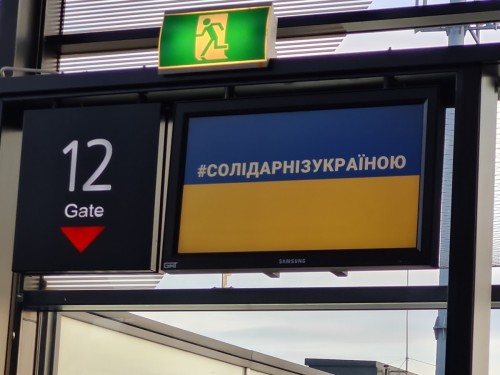 12
Gate
#СОЛІДАРНІЗУКРАЇНОЮ
SAMSUNG